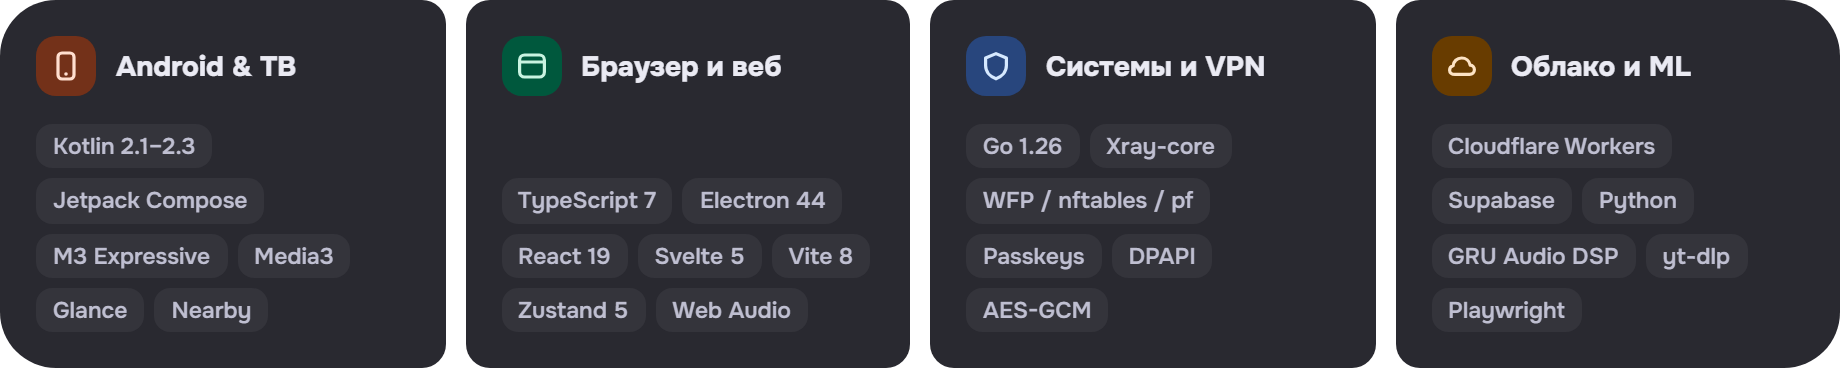 Android & ТВ
Kotlin 2.1–2.3
Jetpack Compose
M3 Expressive Media3
Glance Nearby
Браузер и веб
TypeScript 7 Electron 44
React 19 Svelte 5 Vite 8
Zustand 5 Web Audio
Системы и VPN
Go 1.26 Xray-core
WFP / nftables / pf
Passkeys DPAPI
AES-GCM
Облако и ML
Cloudflare Workers
Supabase Python
GRU Audio DSP yt-dlp
Playwright